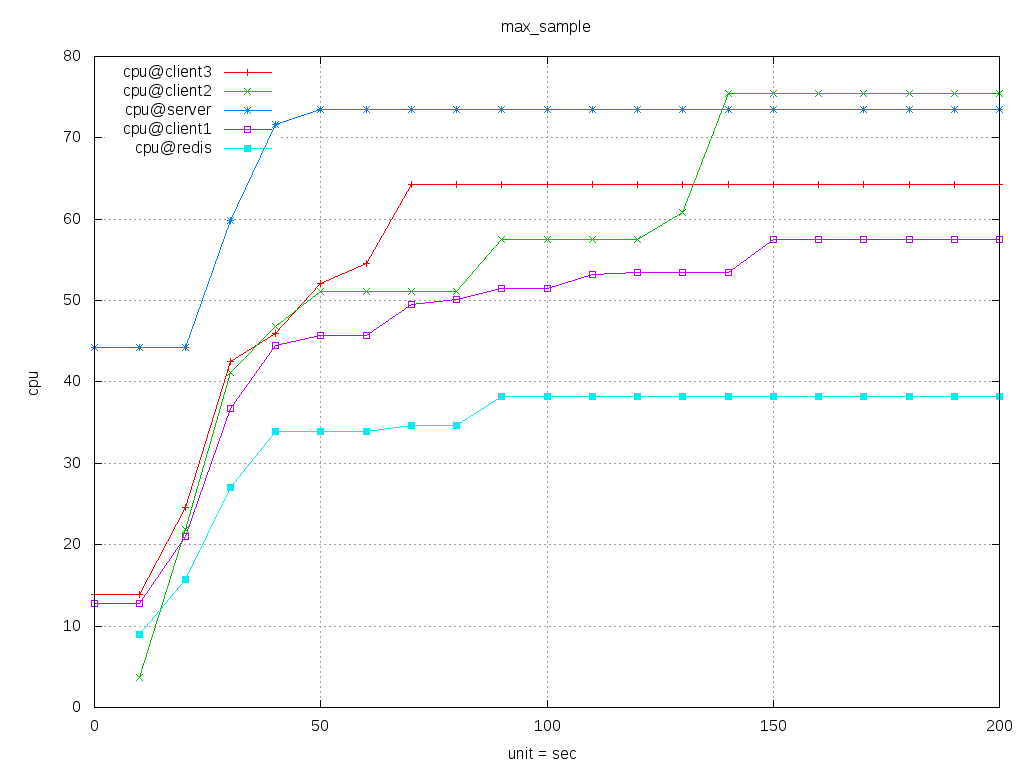 max_sample
80
70
60
50
40
30
20
10
0
cpu@client3
cpu@client2
cpu@server
cpu@client1
cpu@redis
cpu
0
50
100
150
200
unit = sec